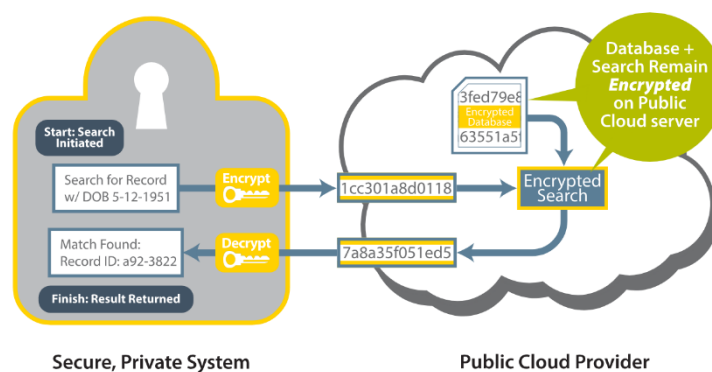 Start: Search
Initiated
Search for Record
w/ DOB 5-12-1951
Encrypt
1cc301a8d0118
3fed79e8
Encrypted
Database
63551a5f
Database +
Search Remain
Encrypted
on Public
Cloud server
Encrypted
Search
7a8a35f051ed5
Decrypt
Match Found:
Record ID: a92-3822
Finish: Result Returned
Secure, Private System
Public Cloud Provider